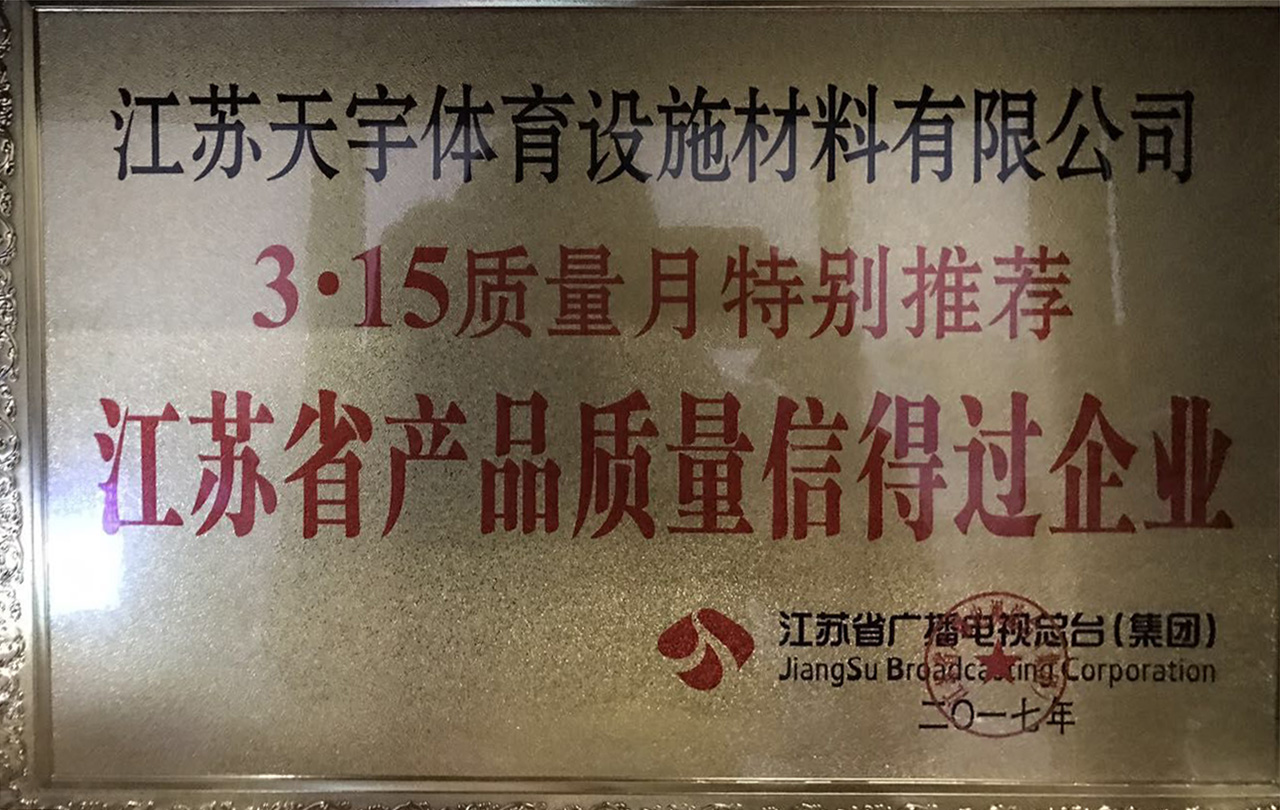 江苏天宇体育设施材料有限公司
3·15质量月特别推荐
江苏省产品质量信得过企业
江苏省广播电视总台(集团)
JiangSu Broadcasting Corporation
二〇一七年